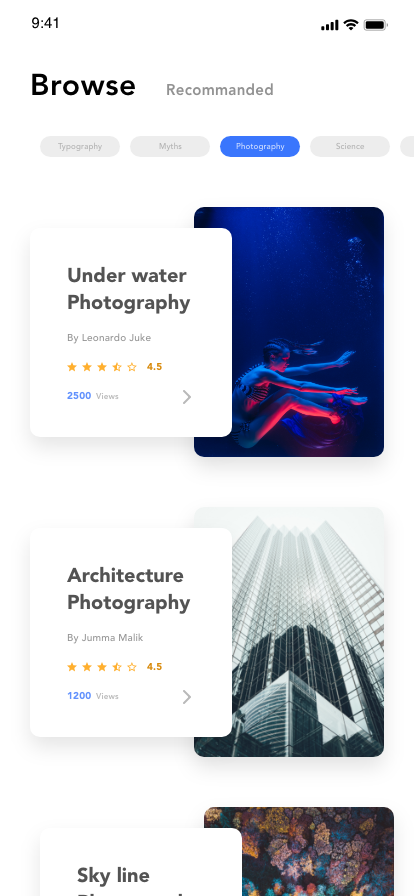 9:41
Browse
Recommanded
Typography
Myths
Photography
Science
Under water
Photography
By Leonardo Juke
4.5
2500 Views
Architecture
Photography
By Jumma Malik
4.5
1200 Views
Sky line